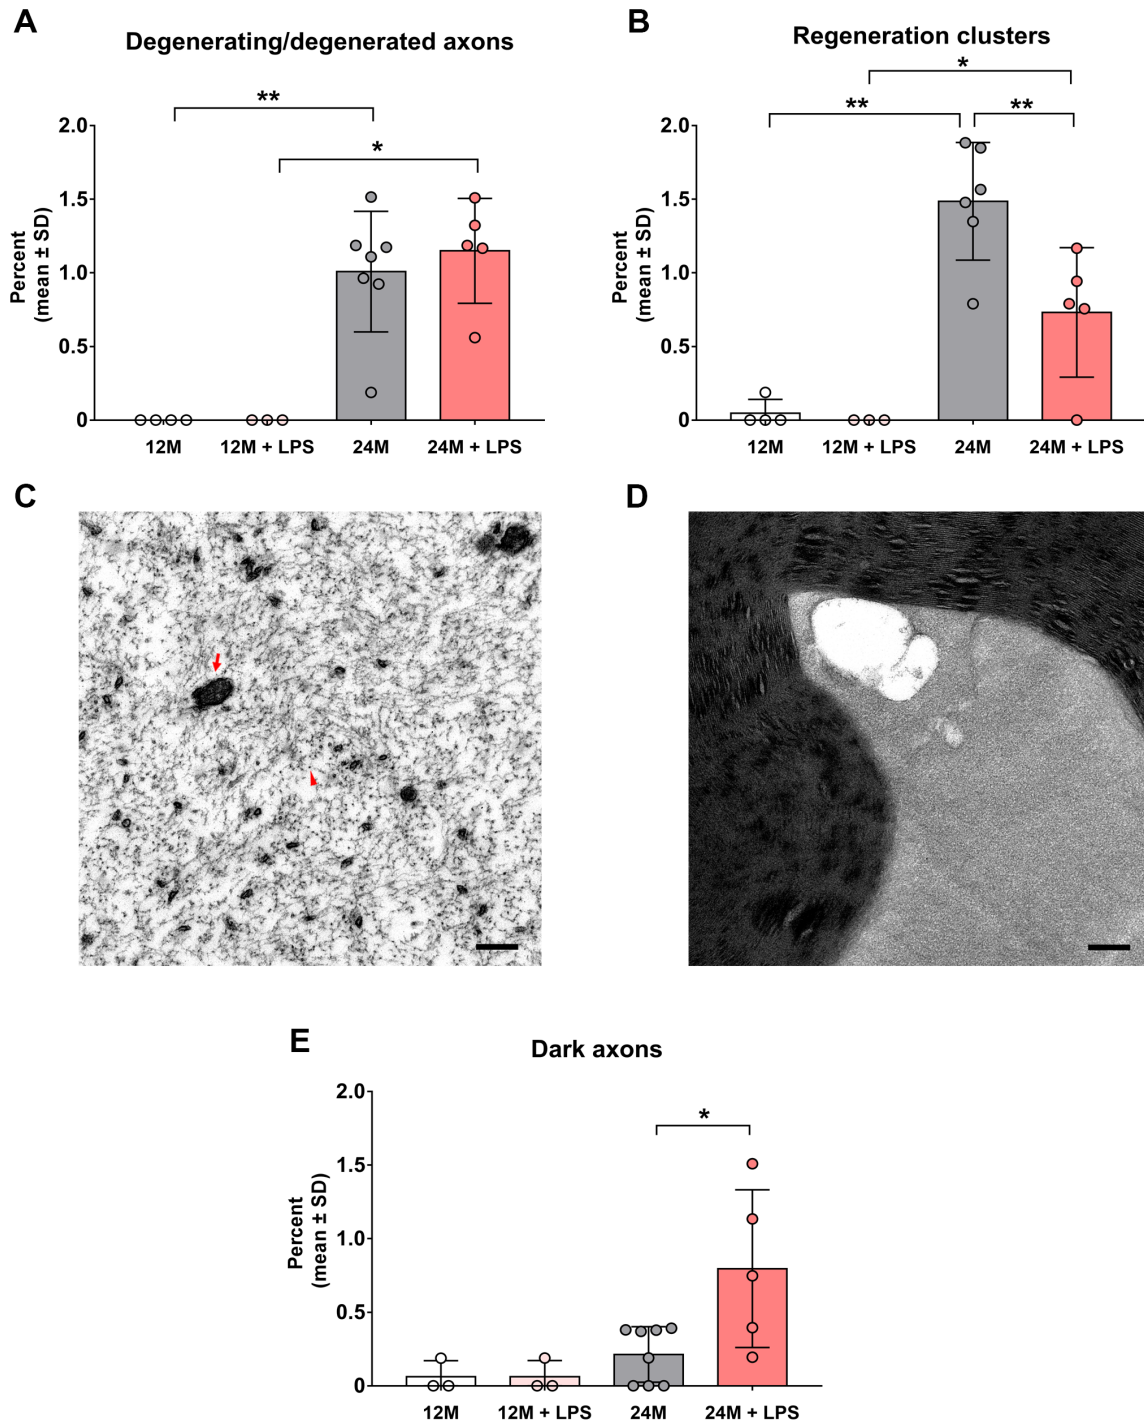 A
Degenerating/degenerated axons
**
*
Percent
(mean ± SD)
2.0
1.5
1.0
0.5
0
12M
12M + LPS
24M
24M + LPS
B
Regeneration clusters
*
**
**
Percent
(mean ± SD)
2.0
1.5
1.0
0.5
0
12M
12M + LPS
24M
24M + LPS
C
D
E
Dark axons
*
Percent
(mean ± SD)
2.0
1.5
1.0
0.5
0
12M
12M + LPS
24M
24M + LPS